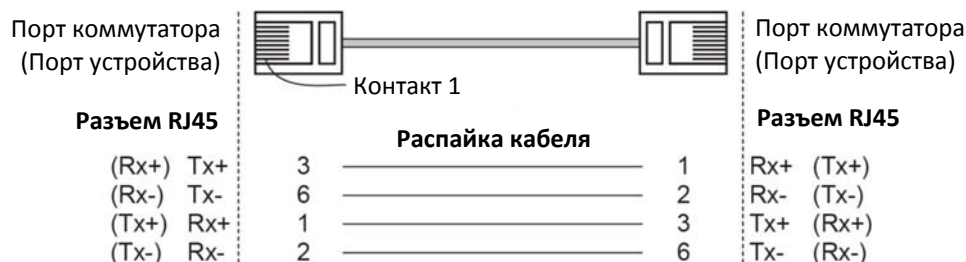 Порт коммутатора
(Порт устройства)
Порт коммутатора
(Порт устройства)
Контакт 1
Разъем RJ45
Распайка кабеля
Разъем RJ45
(Rx+) Tx+ 3 1 Rx+ (Tx+)
(Rx-) Tx- 6 2 Rx- (Tx-)
(Tx+) Rx+ 1 3 Tx+ (Rx+)
(Tx-) Rx- 2 6 Tx- (Rx-)